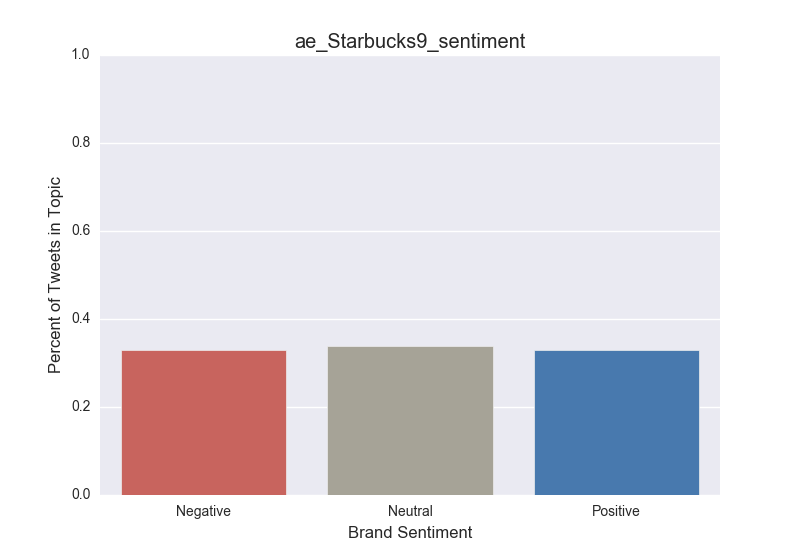 ae_Starbucks9_sentiment
1.0
0.8
0.6
0.4
0.2
0.0
Percent of Tweets in Topic
Negative
Neutral
Positive
Brand Sentiment